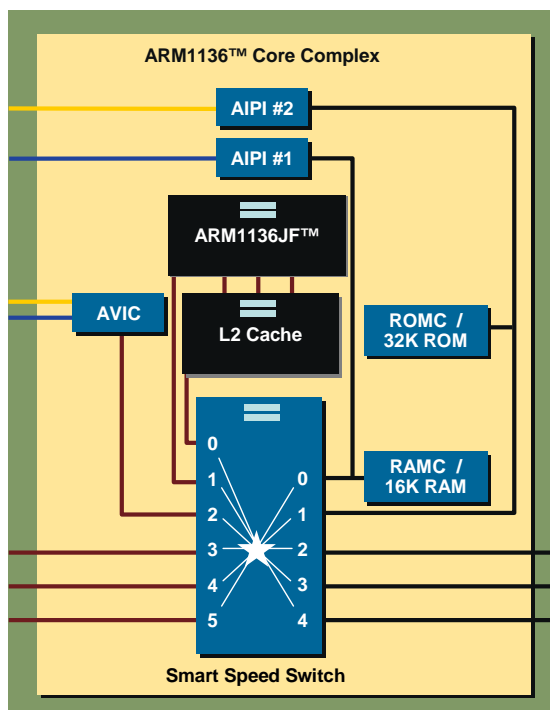 ARM1136™ Core Complex
AIPI #2
AIPI #1
ARM1136JF™
AVIC
L2 Cache
ROMC /
32K ROM
RAMC /
16K RAM
0
1
2
3
4
5
0
1
2
3
4
Smart Speed Switch